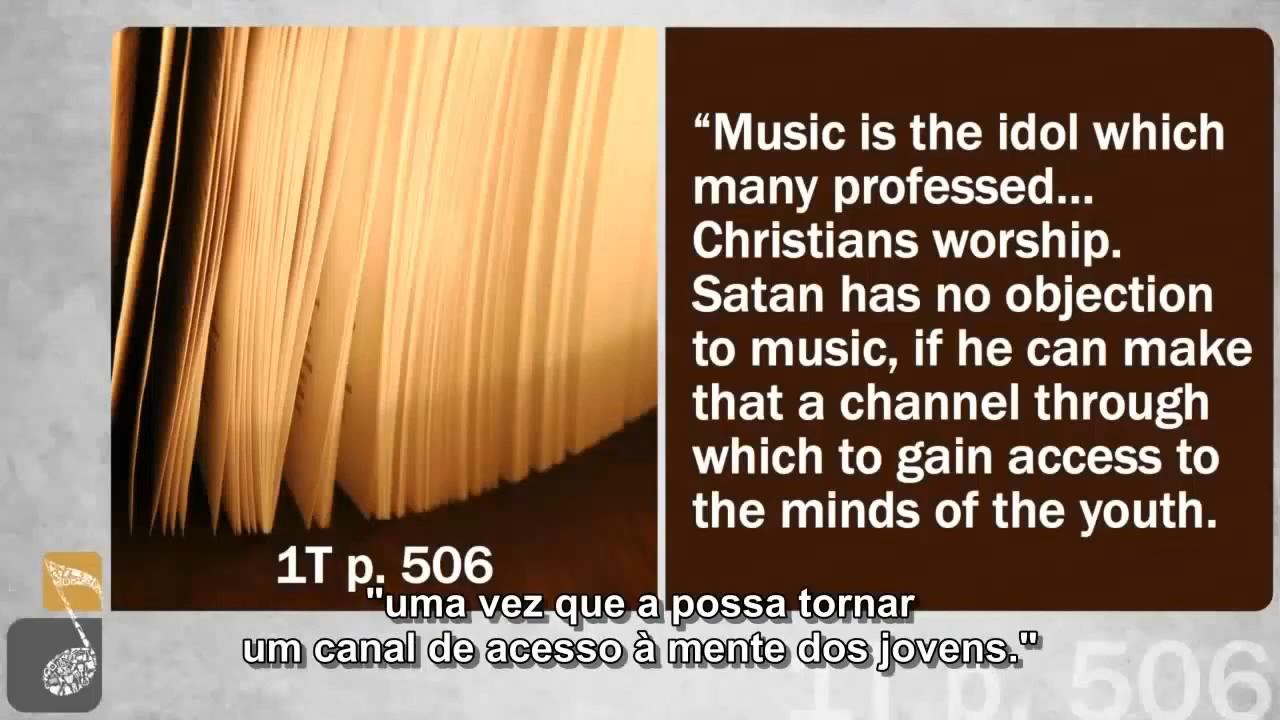 “Music is the idol which
many professed...
Christians worship.
Satan has no objection
to music, if he can make
that a channel through
which to gain access to
the minds of the youth.
1T p. 506
"uma vez que a possa tornar
um canal de acesso à mente dos jovens."
1T p. 506